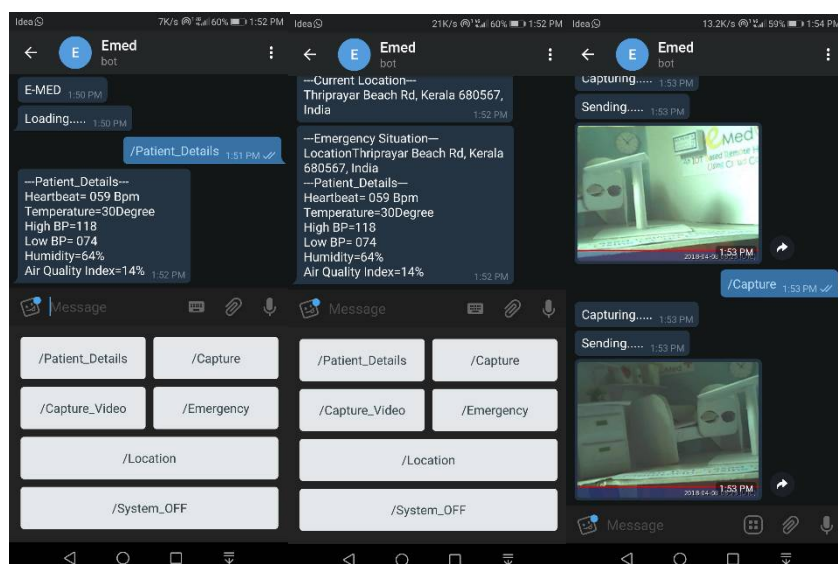 Idea
7K/s
60%
1:52 PM
E
Emed
bot
E-MED 1:50 PM
Loading..... 1:50 PM
/Patient_Details 1:51 PM
---Patient_Details---
Heartbeat= 059 Bpm
Temperature=30Degree
High BP=118
Low BP= 074
Humidity=64%
Air Quality Index=14% 1:52 PM
Message
/Patient_Details
/Capture
/Capture_Video
/Emergency
/Location
/System_OFF
Idea
21K/s
60%
1:52 PM
E
Emed
bot
---Current Location---
Thriprayar Beach Rd, Kerala 680567,
India 1:52 PM
---Emergency Situation---
LocationThriprayar Beach Rd, Kerala
680567, India
---Patient_Details---
Heartbeat= 059 Bpm
Temperature=30Degree
High BP=118
Low BP= 074
Humidity=64%
Air Quality Index=14% 1:52 PM
Message
/Patient_Details
/Capture
/Capture_Video
/Emergency
/Location
/System_OFF
Idea
13.2K/s
59%
1:54 PM
E
Emed
bot
Capturing..... 1:53 PM
Sending..... 1:53 PM
eMed
1:53 PM
/Capture 1:53 PM
Capturing..... 1:53 PM
Sending..... 1:53 PM
1:53 PM
Message